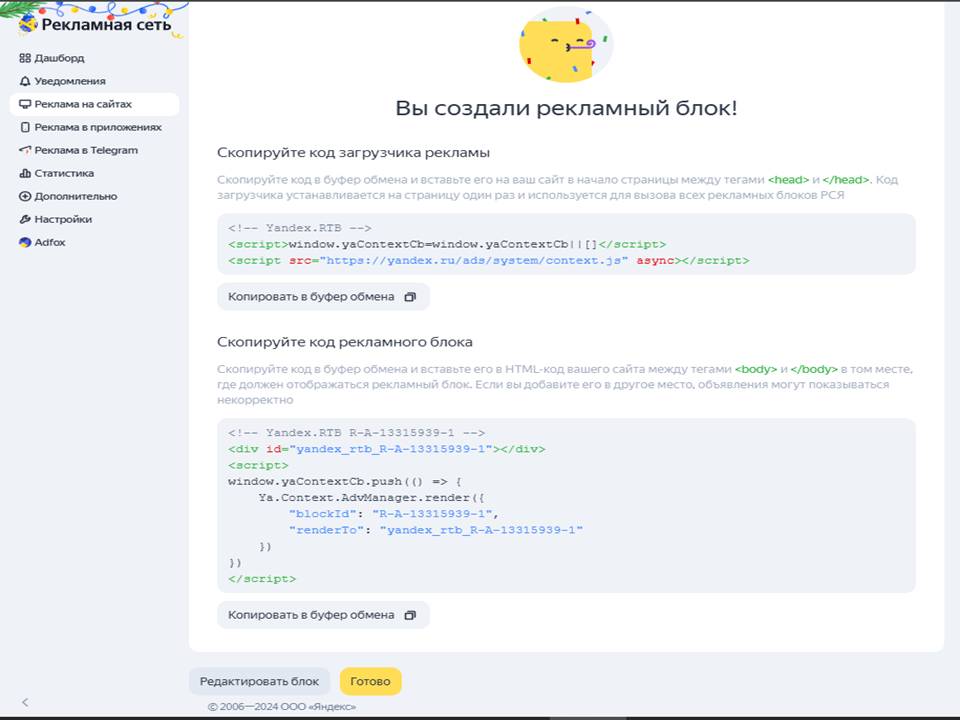 Рекламная сеть
Дашборд
Уведомления
Реклама на сайтах
Реклама в приложениях
Реклама в Telegram
Статистика
Дополнительно
Настройки
Adfox
Вы создали рекламный блок!
Скопируйте код загрузчика рекламы
Скопируйте код в буфер обмена и вставьте его на ваш сайт в начало страницы между тегами <head> и </head>. Код
загрузчика устанавливается на страницу один раз и используется для вызова всех рекламных блоков РСЯ
<!-- Yandex.RTB -->
<script>window.yaContextCb=window.yaContextCb||[]</script>
<script src="https://yandex.ru/ads/system/context.js" async></script>
Копировать в буфер обмена
Скопируйте код рекламного блока
Скопируйте код в буфер обмена и вставьте его в HTML-код вашего сайта между тегами <body> и </body> в том месте,
где должен отображаться рекламный блок. Если вы добавите его в другое место, объявления могут показываться
некорректно
<!-- Yandex.RTB R-A-13315939-1 -->
<div id="yandex_rtb_R-A-13315939-1"></div>
<script>
window.yaContextCb.push(() => {
    Ya.Context.AdvManager.render({
        "blockId": "R-A-13315939-1",
        "renderTo": "yandex_rtb_R-A-13315939-1"
    })
})
</script>
Копировать в буфер обмена
Редактировать блок
Готово
© 2006—2024 ООО «Яндекс»